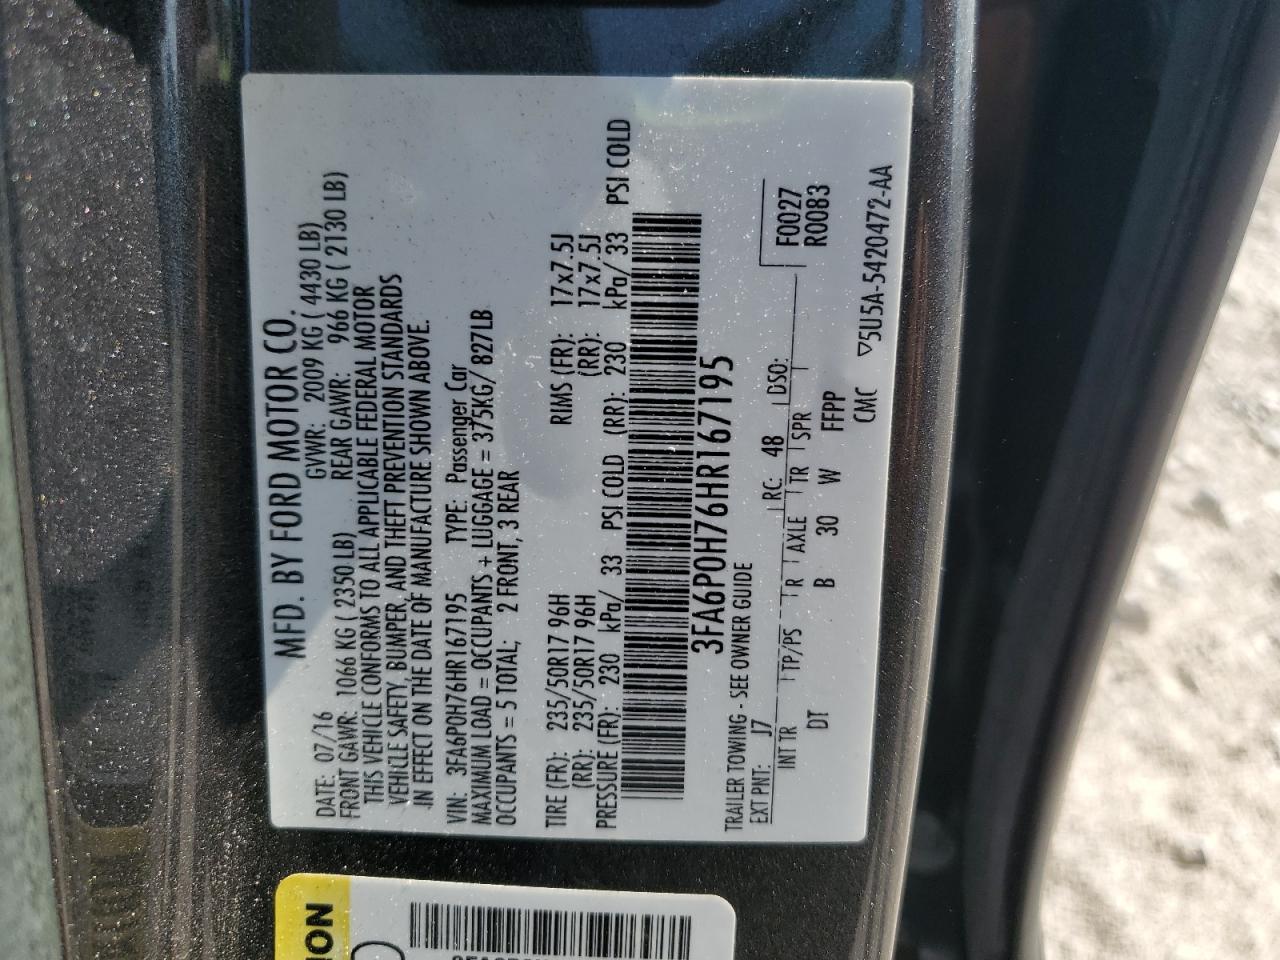 MFD. BY FORD MOTOR CO.
DATE: 07/16 GVWR: 2009 KG ( 4430 LB)
FRONT GAWR: 1066 KG ( 2350 LB) REAR GAWR: 966 KG ( 2130 LB)
THIS VEHICLE CONFORMS TO ALL APPLICABLE FEDERAL MOTOR
VEHICLE SAFETY, BUMPER, AND THEFT PREVENTION STANDARDS
IN EFFECT ON THE DATE OF MANUFACTURE SHOWN ABOVE.
VIN: 3FA6P0H76HR167195 TYPE: Passenger Car
MAXIMUM LOAD = OCCUPANTS + LUGGAGE = 375KG/ 827LB
OCCUPANTS = 5 TOTAL; 2 FRONT, 3 REAR
TIRE (FR): 235/50R17 96H RIMS (FR): 17x7.5J
(RR): 235/50R17 96H (RR): 17x7.5J
PRESSURE (FR): 230 kPa/ 33 PSI COLD (RR): 230 kPa/ 33 PSI COLD
3FA6P0H76HR167195
TRAILER TOWING - SEE OWNER GUIDE
EXT PNT: J7 RC: 48 DSO: F0027
INT TR TP/PS R AXLE TR SPR R0083
DT B 30 W FFPP
CMC ▽5U5A-5420472-AA